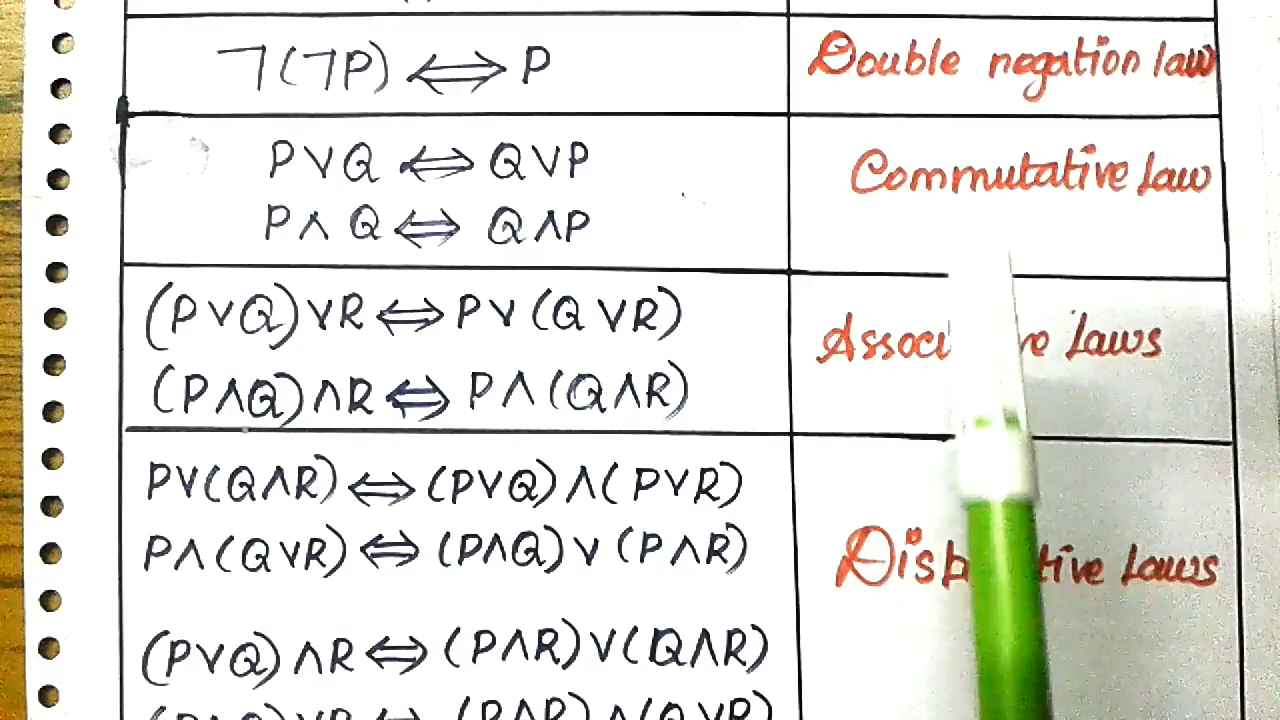 ¬(¬P) ⟺ P
Double negation law
P∨Q ⟺ Q∨P
Commutative Law
P∧Q ⟺ Q∧P
(P∨Q)∨R ⟺ P∨(Q∨R)
Laws
(P∧Q)∧R ⟺ P∧(Q∧R)
P∨(Q∧R) ⟺ (P∨Q)∧(P∨R)
P∧(Q∨R) ⟺ (P∧Q)∨(P∧R)
Laws
(P∨Q)∧R ⟺ (P∧R)∨(Q∧R)